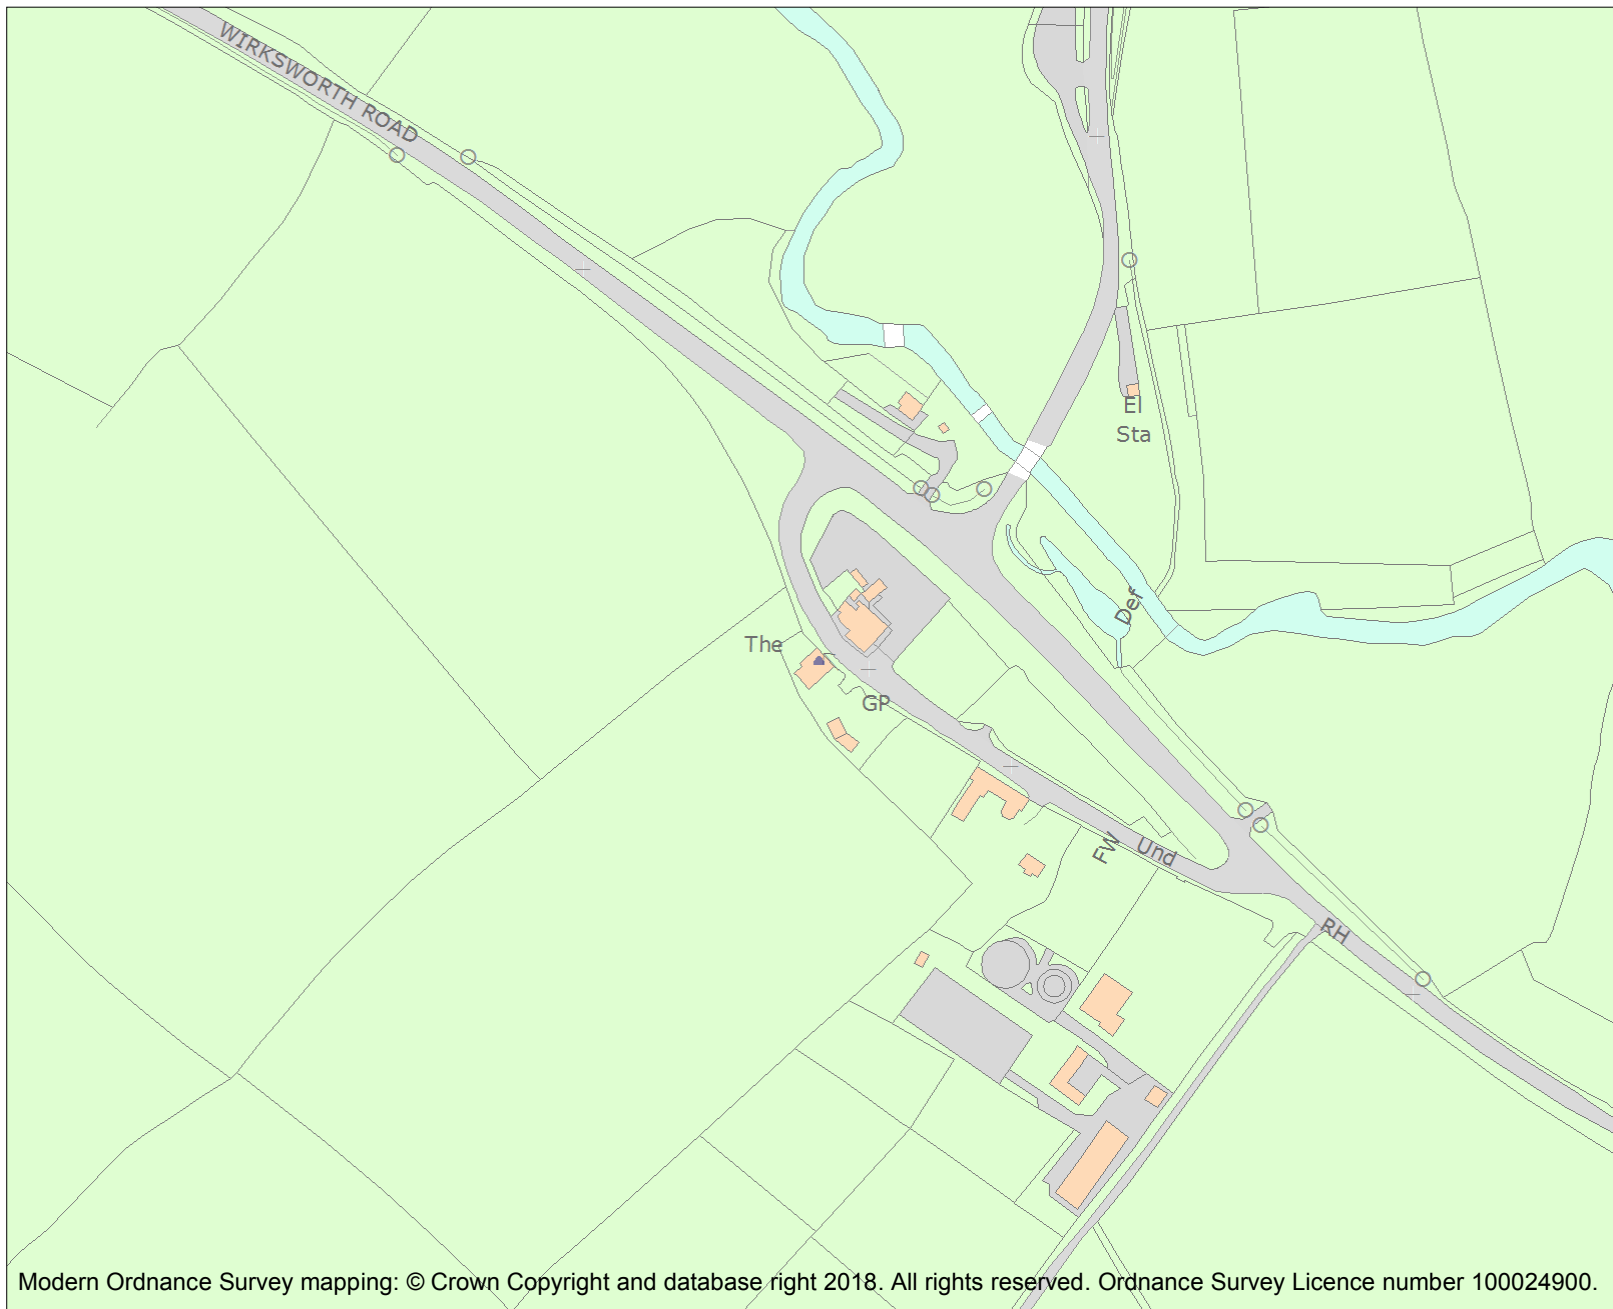 WIRKSWORTH ROAD
El
Sta
Def
The
GP
FW
Und
RH
Modern Ordnance Survey mapping: © Crown Copyright and database right 2018. All rights reserved. Ordnance Survey Licence number 100024900.